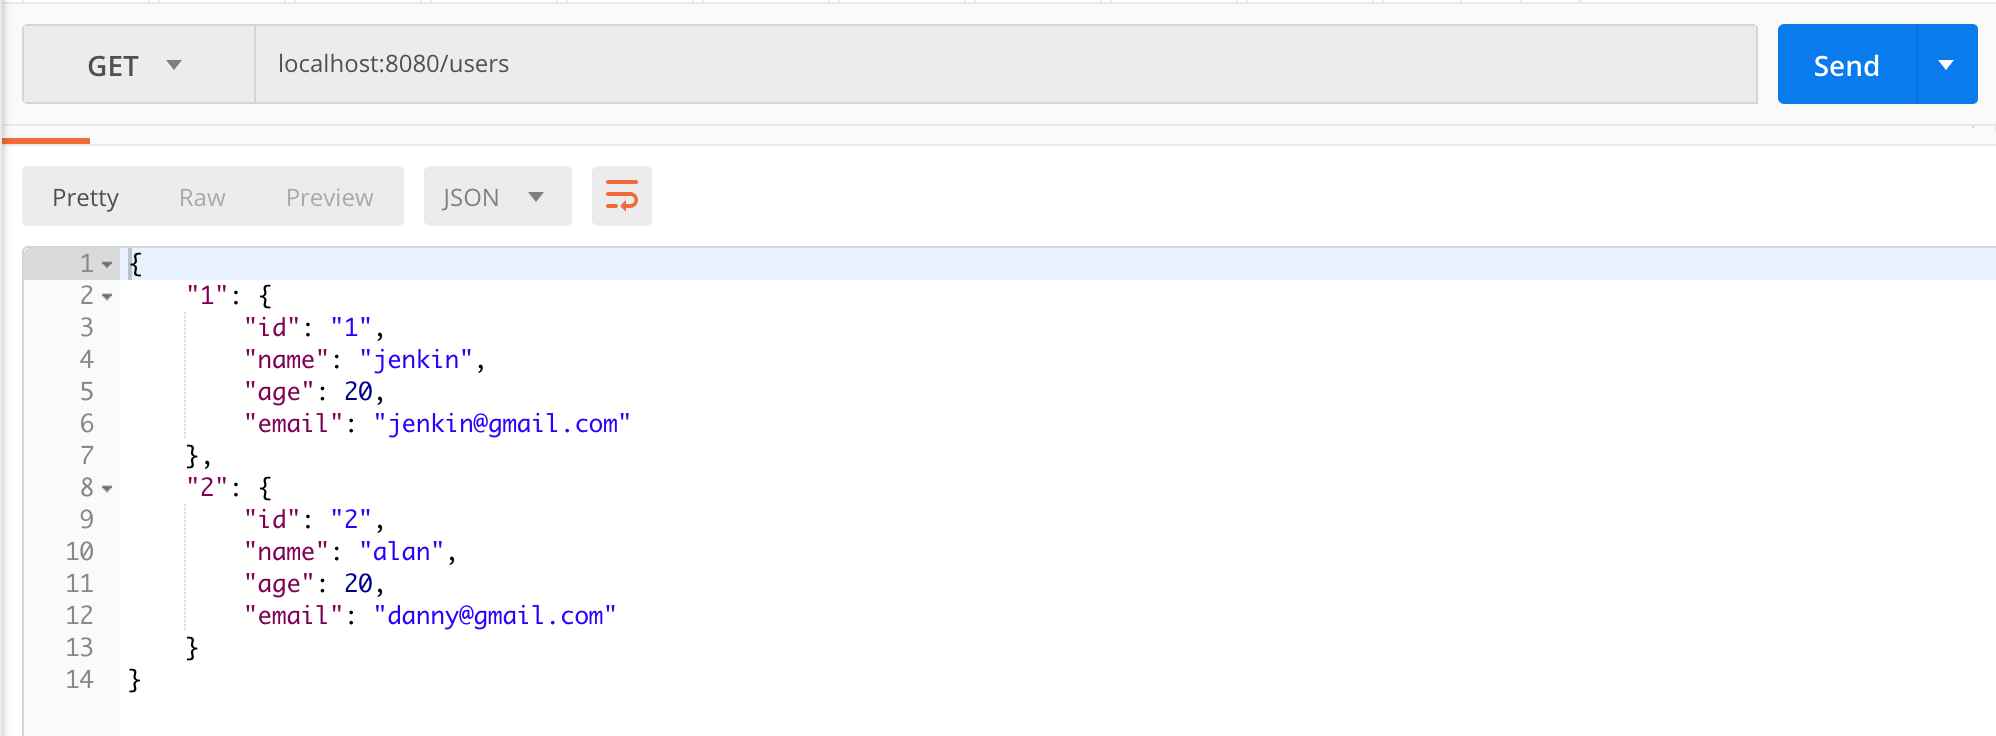 GET localhost:8080/users Send
Pretty Raw Preview JSON
1 {
2 "1": {
3 "id": "1",
4 "name": "jenkin",
5 "age": 20,
6 "email": "jenkin@gmail.com"
7 },
8 "2": {
9 "id": "2",
10 "name": "alan",
11 "age": 20,
12 "email": "danny@gmail.com"
13 }
14 }